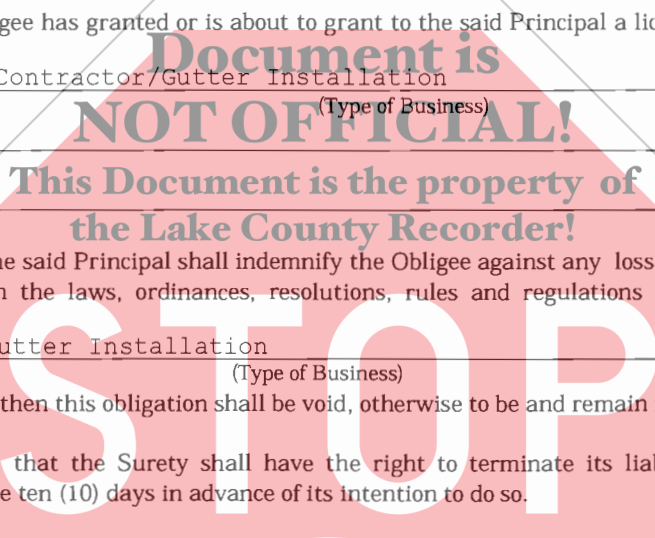 gee has granted or is about to grant to the said Principal a lic
Document is
Contractor/Gutter Installation
(Type of Business)
NOT OFFICIAL!
This Document is the property of
the Lake County Recorder!
he said Principal shall indemnify the Obligee against any loss
n the laws, ordinances, resolutions, rules and regulations
STOP
utter Installation
(Type of Business)
then this obligation shall be void, otherwise to be and remain
that the Surety shall have the right to terminate its liab
e ten (10) days in advance of its intention to do so.